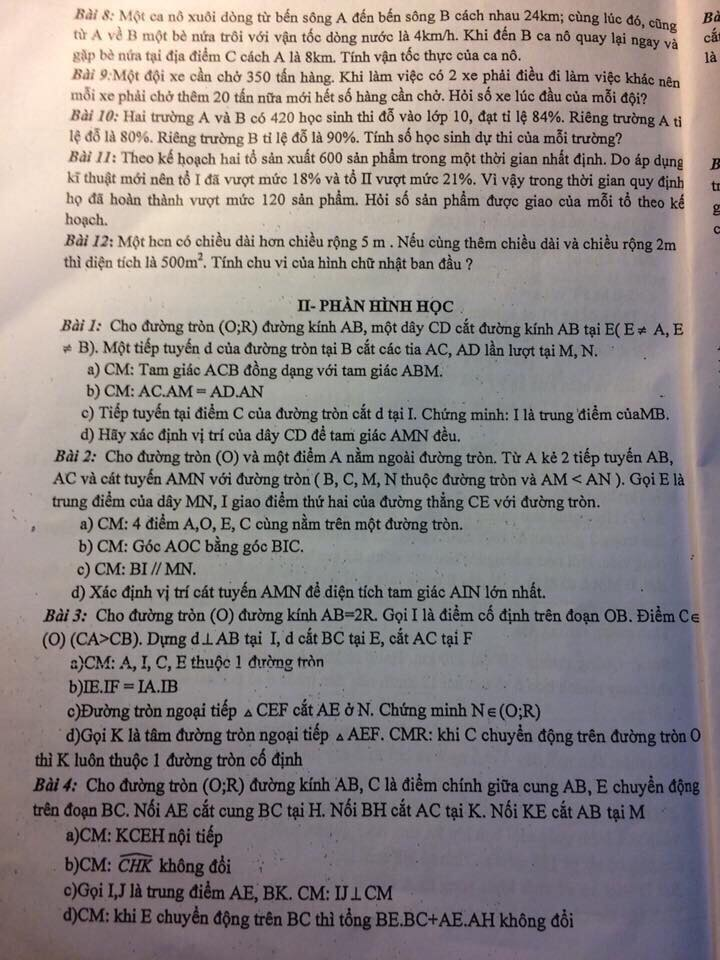 Bài 8: Một ca nô xuôi dòng từ bến sông A đến bến sông B cách nhau 24km; cùng lúc đó, cũng
từ A về B một bè nứa trôi với vận tốc dòng nước là 4km/h. Khi đến B ca nô quay lại ngay và
gặp bè nứa tại địa điểm C cách A là 8km. Tính vận tốc thực của ca nô.
Bài 9: Một đội xe cần chở 350 tấn hàng. Khi làm việc có 2 xe phải điều đi làm việc khác nên
mỗi xe phải chở thêm 20 tấn nữa mới hết số hàng cần chở. Hỏi số xe lúc đầu của mỗi đội?
Bài 10: Hai trường A và B có 420 học sinh thi đỗ vào lớp 10, đạt tỉ lệ 84%. Riêng trường A tỉ
lệ đỗ là 80%. Riêng trường B tỉ lệ đỗ là 90%. Tính số học sinh dự thi của mỗi trường?
Bài 11: Theo kế hoạch hai tổ sản xuất 600 sản phẩm trong một thời gian nhất định. Do áp dụng
kĩ thuật mới nên tổ I đã vượt mức 18% và tổ II vượt mức 21%. Vì vậy trong thời gian quy định
họ đã hoàn thành vượt mức 120 sản phẩm. Hỏi số sản phẩm được giao của mỗi tổ theo kế
hoạch.
Bài 12: Một hcn có chiều dài hơn chiều rộng 5 m . Nếu cùng thêm chiều dài và chiều rộng 2m
thì diện tích là 500m². Tính chu vi của hình chữ nhật ban đầu ?
II- PHẦN HÌNH HỌC
Bài 1: Cho đường tròn (O;R) đường kính AB, một dây CD cắt đường kính AB tại E( E ≠ A, E
≠ B). Một tiếp tuyến d của đường tròn tại B cắt các tia AC, AD lần lượt tại M, N.
a) CM: Tam giác ACB đồng dạng với tam giác ABM.
b) CM: AC.AM = AD.AN
c) Tiếp tuyến tại điểm C của đường tròn cắt d tại I. Chứng minh: I là trung điểm củaMB.
d) Hãy xác định vị trí của dây CD để tam giác AMN đều.
Bài 2: Cho đường tròn (O) và một điểm A nằm ngoài đường tròn. Từ A kẻ 2 tiếp tuyến AB,
AC và cát tuyến AMN với đường tròn ( B, C, M, N thuộc đường tròn và AM < AN ). Gọi E là
trung điểm của dây MN, I giao điểm thứ hai của đường thẳng CE với đường tròn.
a) CM: 4 điểm A,O, E, C cùng nằm trên một đường tròn.
b) CM: Góc AOC bằng góc BIC.
c) CM: BI // MN.
d) Xác định vị trí cát tuyến AMN để diện tích tam giác AIN lớn nhất.
Bài 3: Cho đường tròn (O) đường kính AB=2R. Gọi I là điểm cố định trên đoạn OB. Điểm C∈
(O) (CA>CB). Dựng d⊥AB tại I, d cắt BC tại E, cắt AC tại F
a)CM: A, I, C, E thuộc 1 đường tròn
b)IE.IF = IA.IB
c)Đường tròn ngoại tiếp △CEF cắt AE ở N. Chứng minh N∈(O;R)
d)Gọi K là tâm đường tròn ngoại tiếp △AEF. CMR: khi C chuyển động trên đường tròn O
thì K luôn thuộc 1 đường tròn cố định
Bài 4: Cho đường tròn (O;R) đường kính AB, C là điểm chính giữa cung AB, E chuyển động
trên đoạn BC. Nối AE cắt cung BC tại H. Nối BH cắt AC tại K. Nối KE cắt AB tại M
a)CM: KCEH nội tiếp
b)CM: \widehat{CHK} không đổi
c)Gọi I,J là trung điểm AE, BK. CM: IJ⊥CM
d)CM: khi E chuyển động trên BC thì tổng BE.BC+AE.AH không đổi